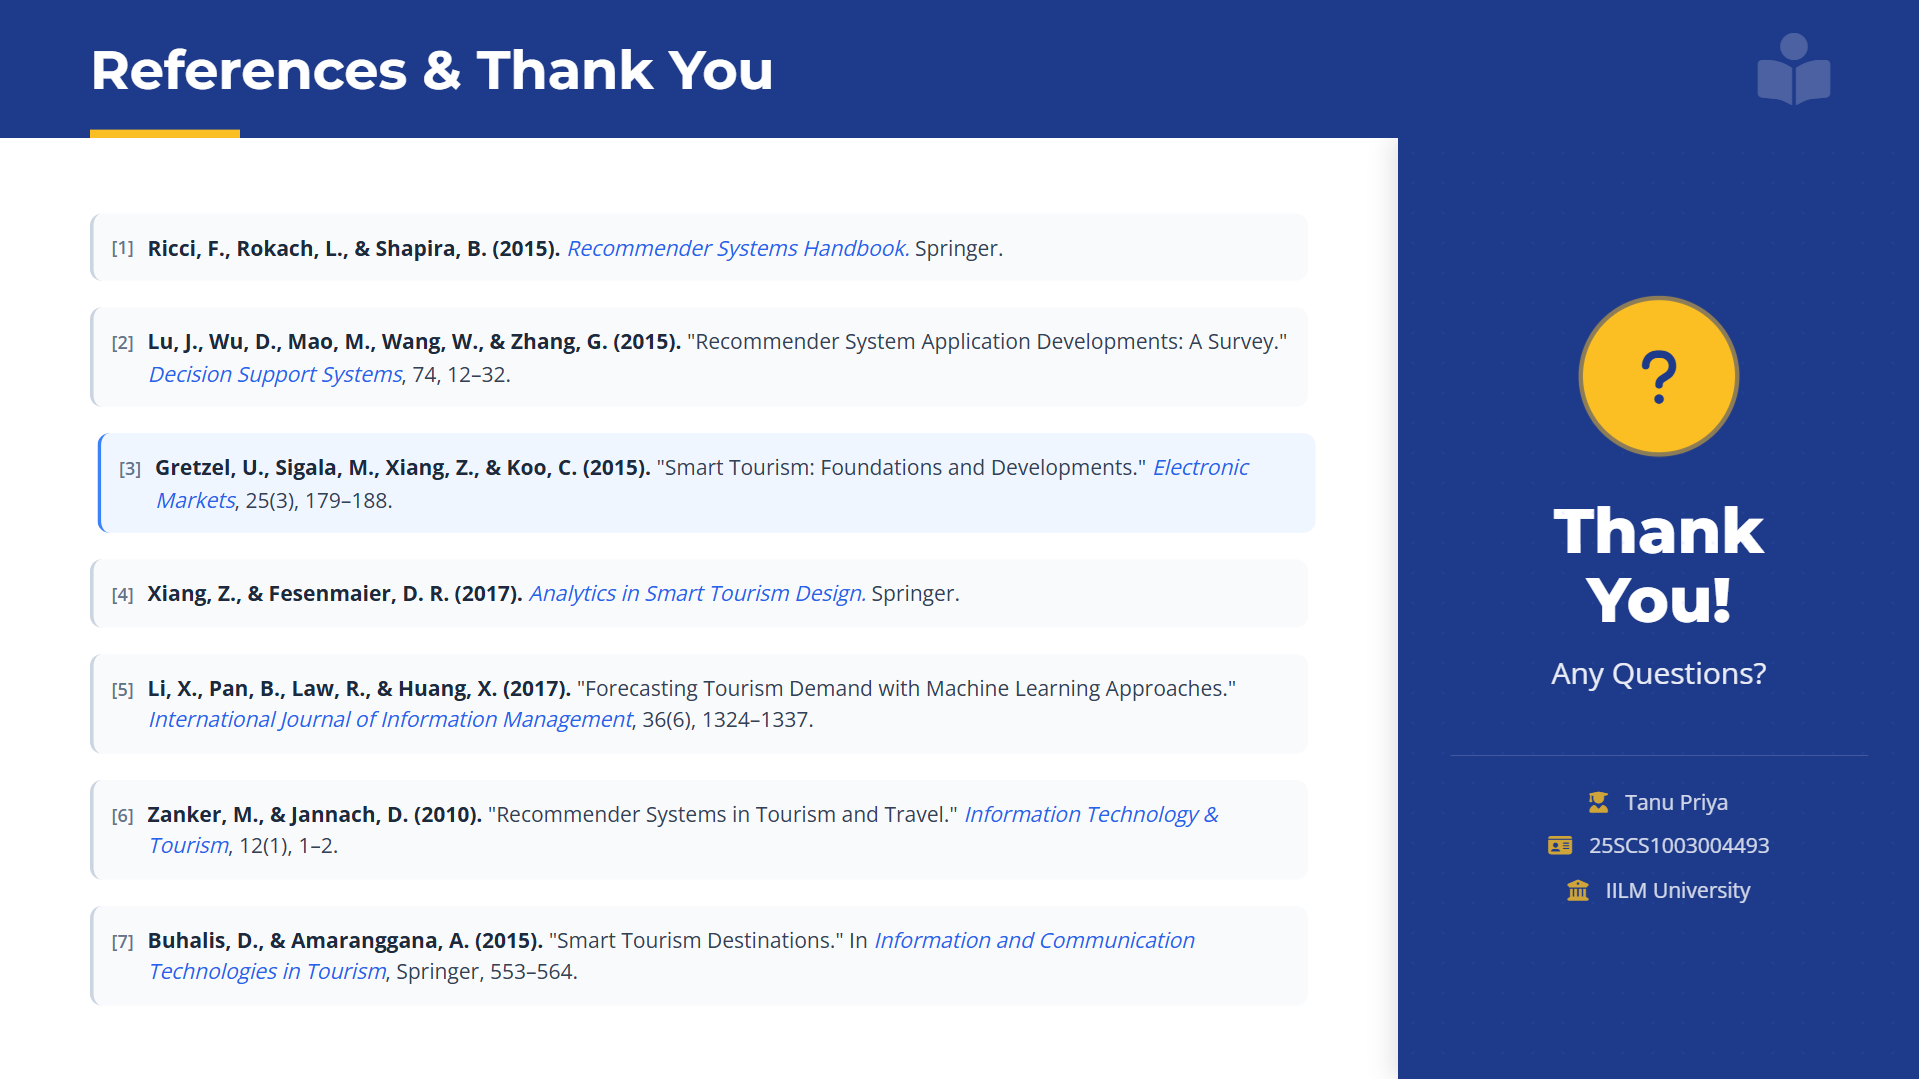 References & Thank You
[1] Ricci, F., Rokach, L., & Shapira, B. (2015). Recommender Systems Handbook. Springer.
[2] Lu, J., Wu, D., Mao, M., Wang, W., & Zhang, G. (2015). "Recommender System Application Developments: A Survey."
Decision Support Systems, 74, 12–32.
[3] Gretzel, U., Sigala, M., Xiang, Z., & Koo, C. (2015). "Smart Tourism: Foundations and Developments." Electronic
Markets, 25(3), 179–188.
[4] Xiang, Z., & Fesenmaier, D. R. (2017). Analytics in Smart Tourism Design. Springer.
[5] Li, X., Pan, B., Law, R., & Huang, X. (2017). "Forecasting Tourism Demand with Machine Learning Approaches."
International Journal of Information Management, 36(6), 1324–1337.
[6] Zanker, M., & Jannach, D. (2010). "Recommender Systems in Tourism and Travel." Information Technology &
Tourism, 12(1), 1–2.
[7] Buhalis, D., & Amaranggana, A. (2015). "Smart Tourism Destinations." In Information and Communication
Technologies in Tourism, Springer, 553–564.
?
Thank
You!
Any Questions?
Tanu Priya
25SCS1003004493
IILM University